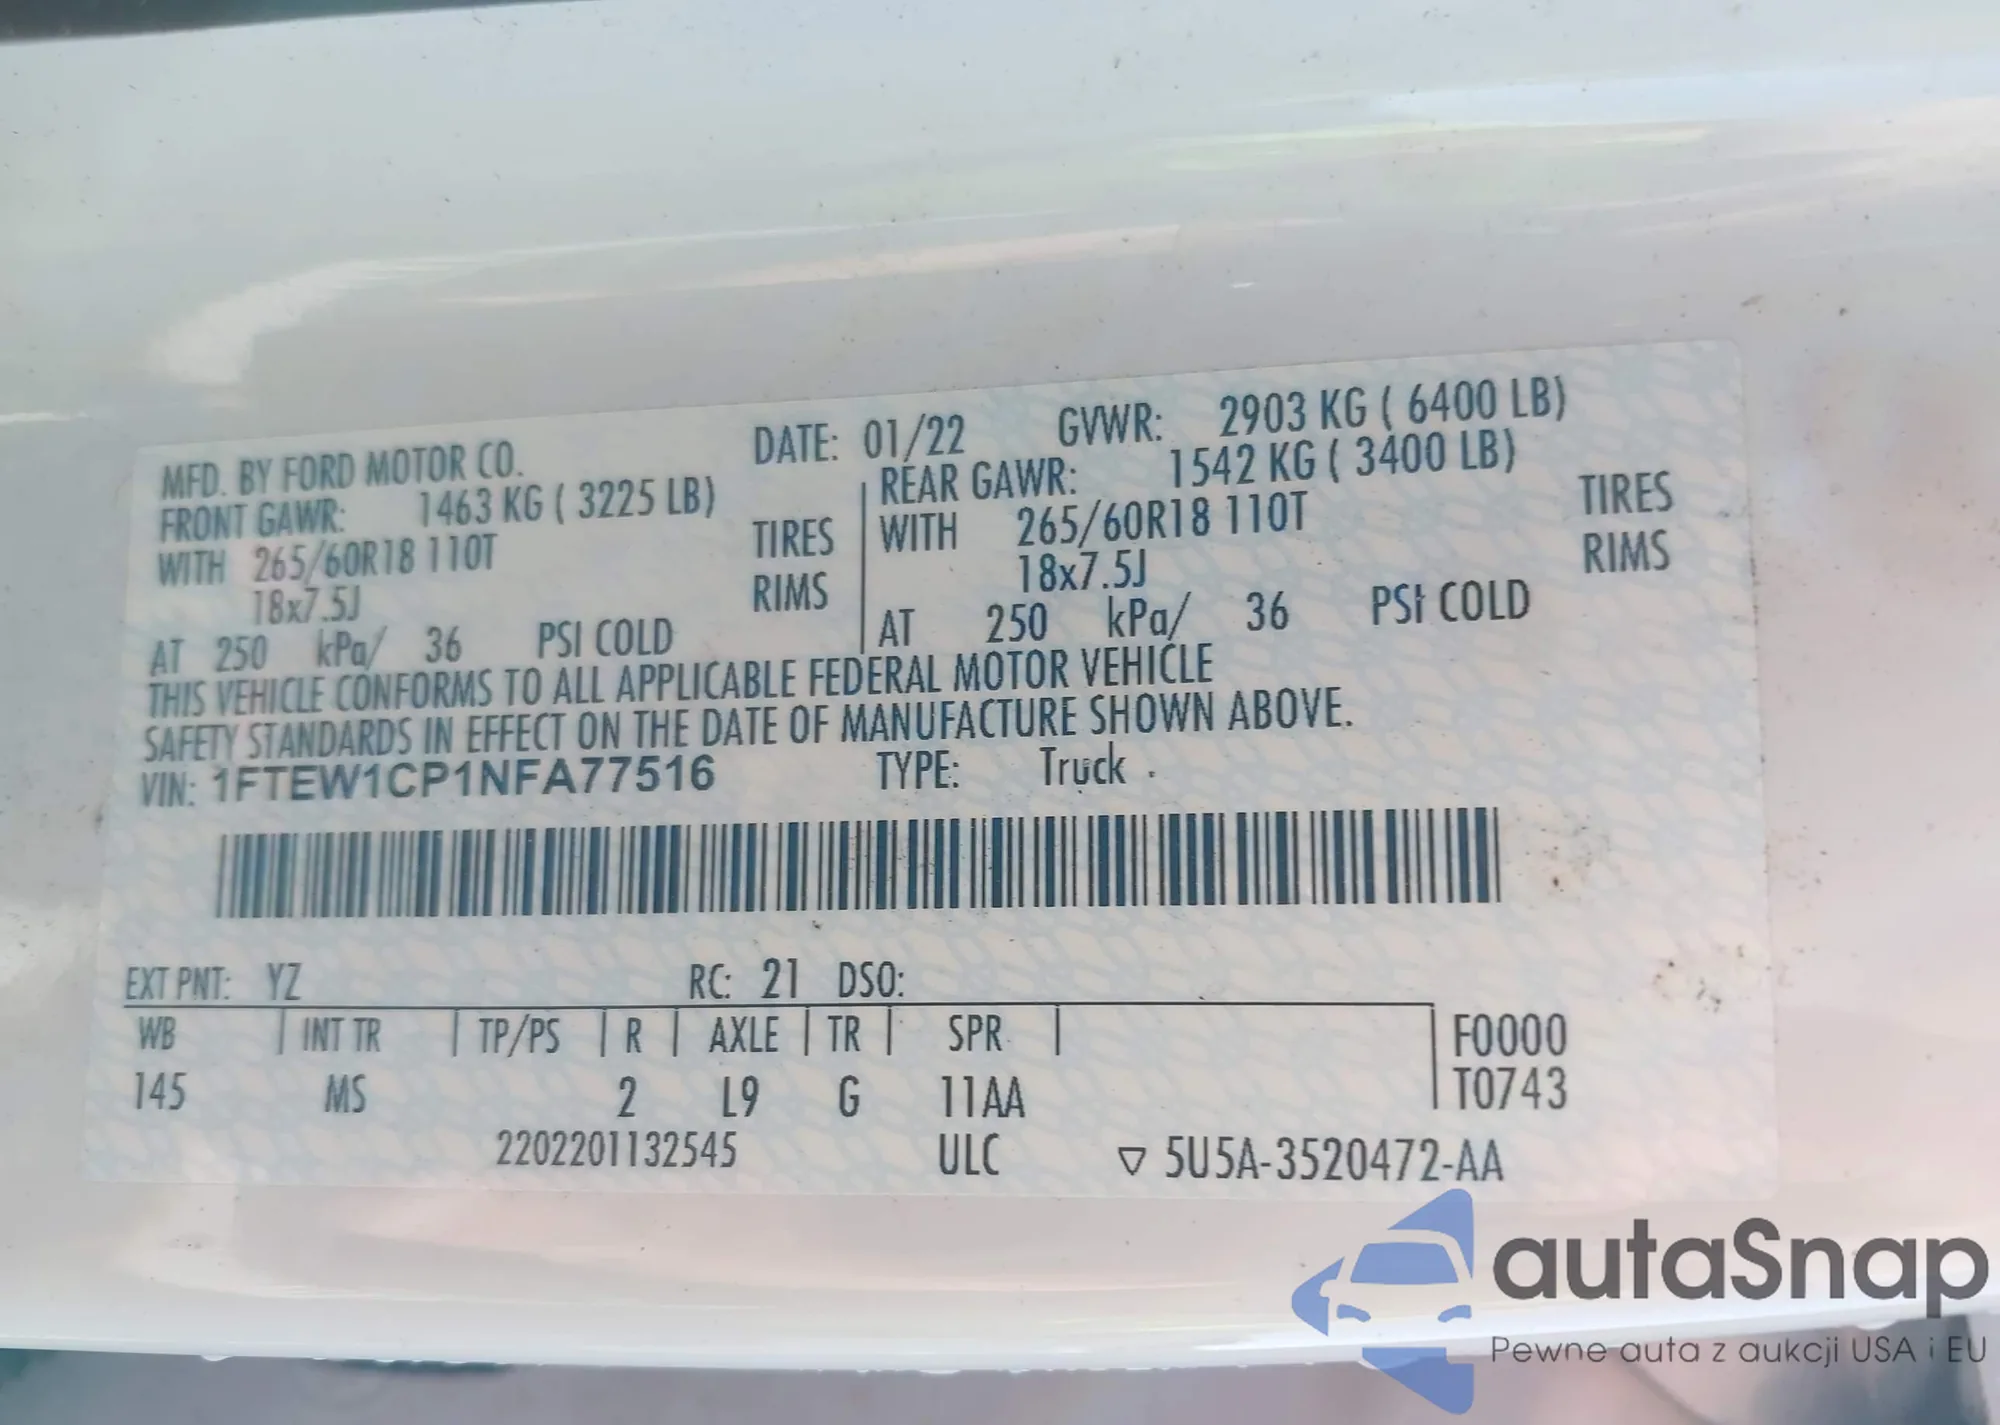 MFD. BY FORD MOTOR CO. DATE: 01/22 GVWR: 2903 KG ( 6400 LB)
FRONT GAWR: 1463 KG ( 3225 LB) REAR GAWR: 1542 KG ( 3400 LB)
WITH 265/60R18 110T TIRES WITH 265/60R18 110T TIRES
18x7.5J RIMS 18x7.5J RIMS
AT 250 kPa/ 36 PSI COLD AT 250 kPa/ 36 PSI COLD
THIS VEHICLE CONFORMS TO ALL APPLICABLE FEDERAL MOTOR VEHICLE
SAFETY STANDARDS IN EFFECT ON THE DATE OF MANUFACTURE SHOWN ABOVE.
VIN: 1FTEW1CP1NFA77516 TYPE: Truck
EXT PNT: YZ RC: 21 DSO:
WB INT TR TP/PS R AXLE TR SPR F0000
145 MS 2 L9 G 11AA T0743
2202201132545 ULC ▽ 5U5A-3520472-AA
autaSnap
Pewne auta z aukcji USA i EU